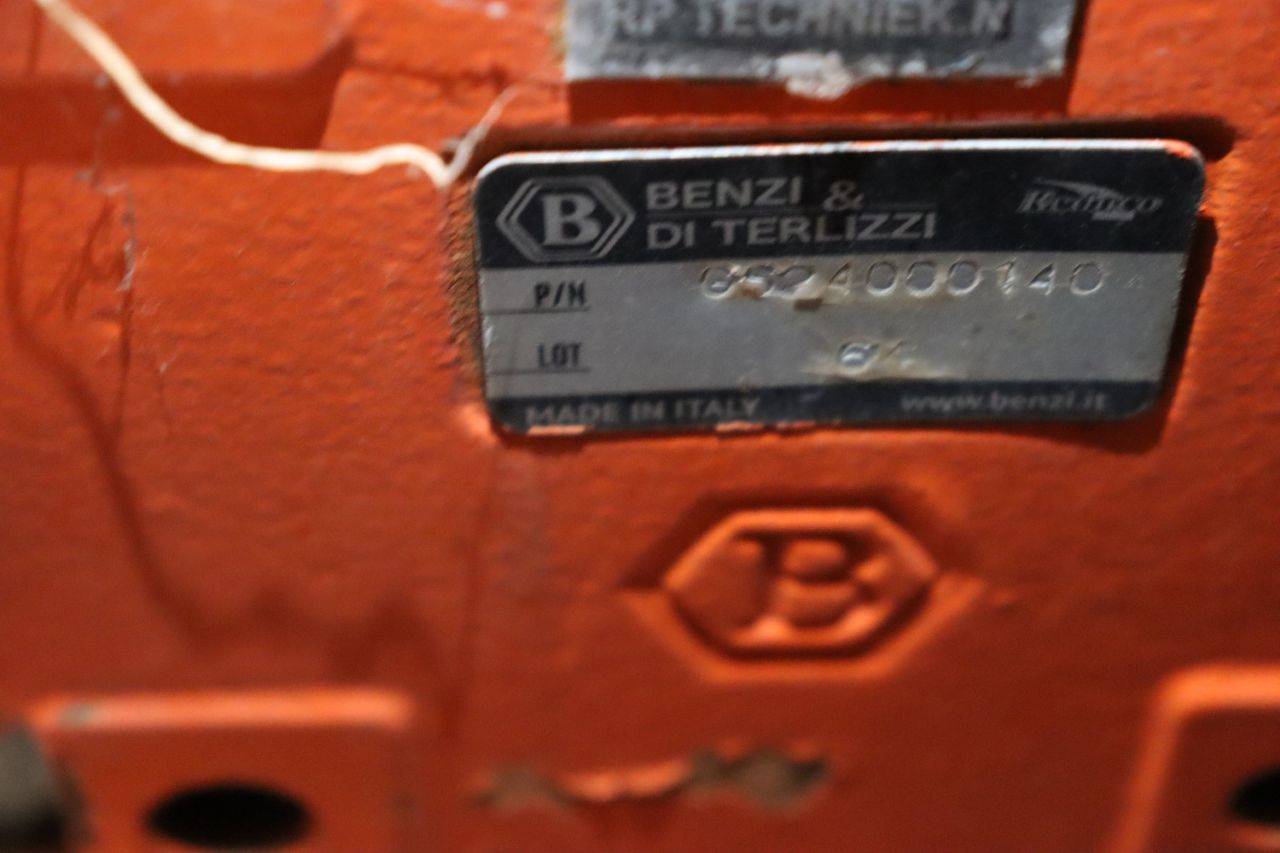 RP TECHNIEK.N
B BENZI &
DI TERLIZZI
P/N
LOT
MADE IN ITALY www.benzi.it
B